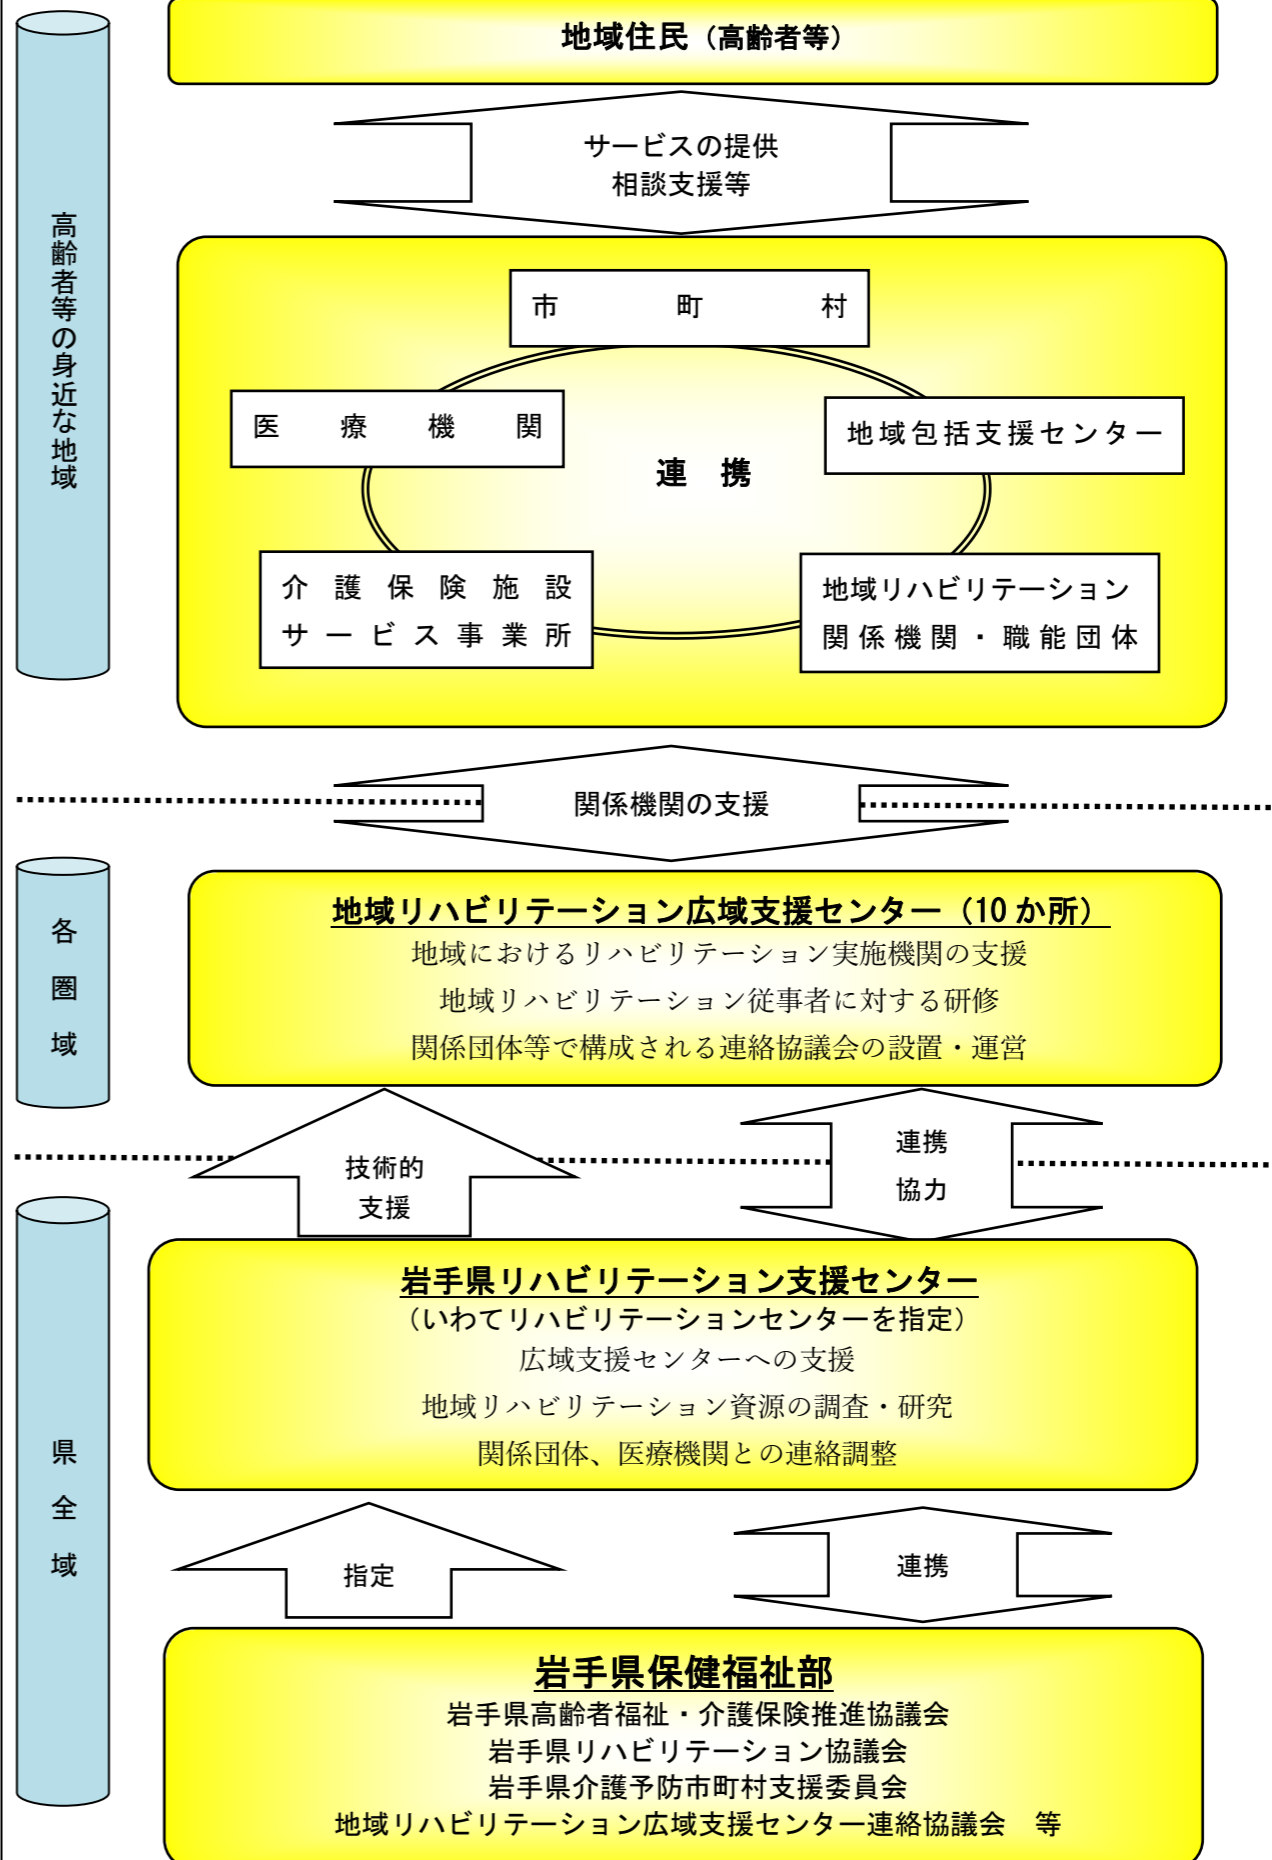 地域住民（高齢者等）
サービスの提供
相談支援等
高齢者等の身近な地域
市町村
医療機関
地域包括支援センター
連携
介護保険施設
サービス事業所
地域リハビリテーション
関係機関・職能団体
関係機関の支援
各圏域
地域リハビリテーション広域支援センター（10か所）
地域におけるリハビリテーション実施機関の支援
地域リハビリテーション従事者に対する研修
関係団体等で構成される連絡協議会の設置・運営
技術的
支援
連携
協力
県全域
岩手県リハビリテーション支援センター
（いわてリハビリテーションセンターを指定）
広域支援センターへの支援
地域リハビリテーション資源の調査・研究
関係団体、医療機関との連絡調整
指定
連携
岩手県保健福祉部
岩手県高齢者福祉・介護保険推進協議会
岩手県リハビリテーション協議会
岩手県介護予防市町村支援委員会
地域リハビリテーション広域支援センター連絡協議会　等